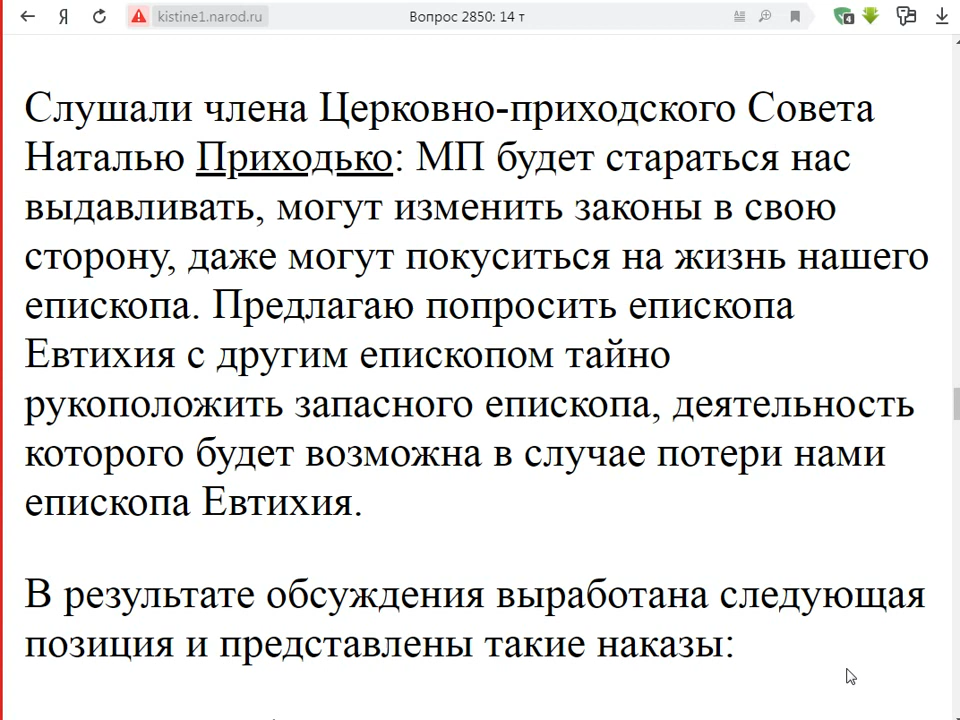 Я
kistine1.narod.ru
Вопрос 2850: 14 т
4
Слушали члена Церковно-приходского Совета
Наталью Приходько: МП будет стараться нас
выдавливать, могут изменить законы в свою
сторону, даже могут покуситься на жизнь нашего
епископа. Предлагаю попросить епископа
Евтихия с другим епископом тайно
рукоположить запасного епископа, деятельность
которого будет возможна в случае потери нами
епископа Евтихия.
В результате обсуждения выработана следующая
позиция и представлены такие наказы: